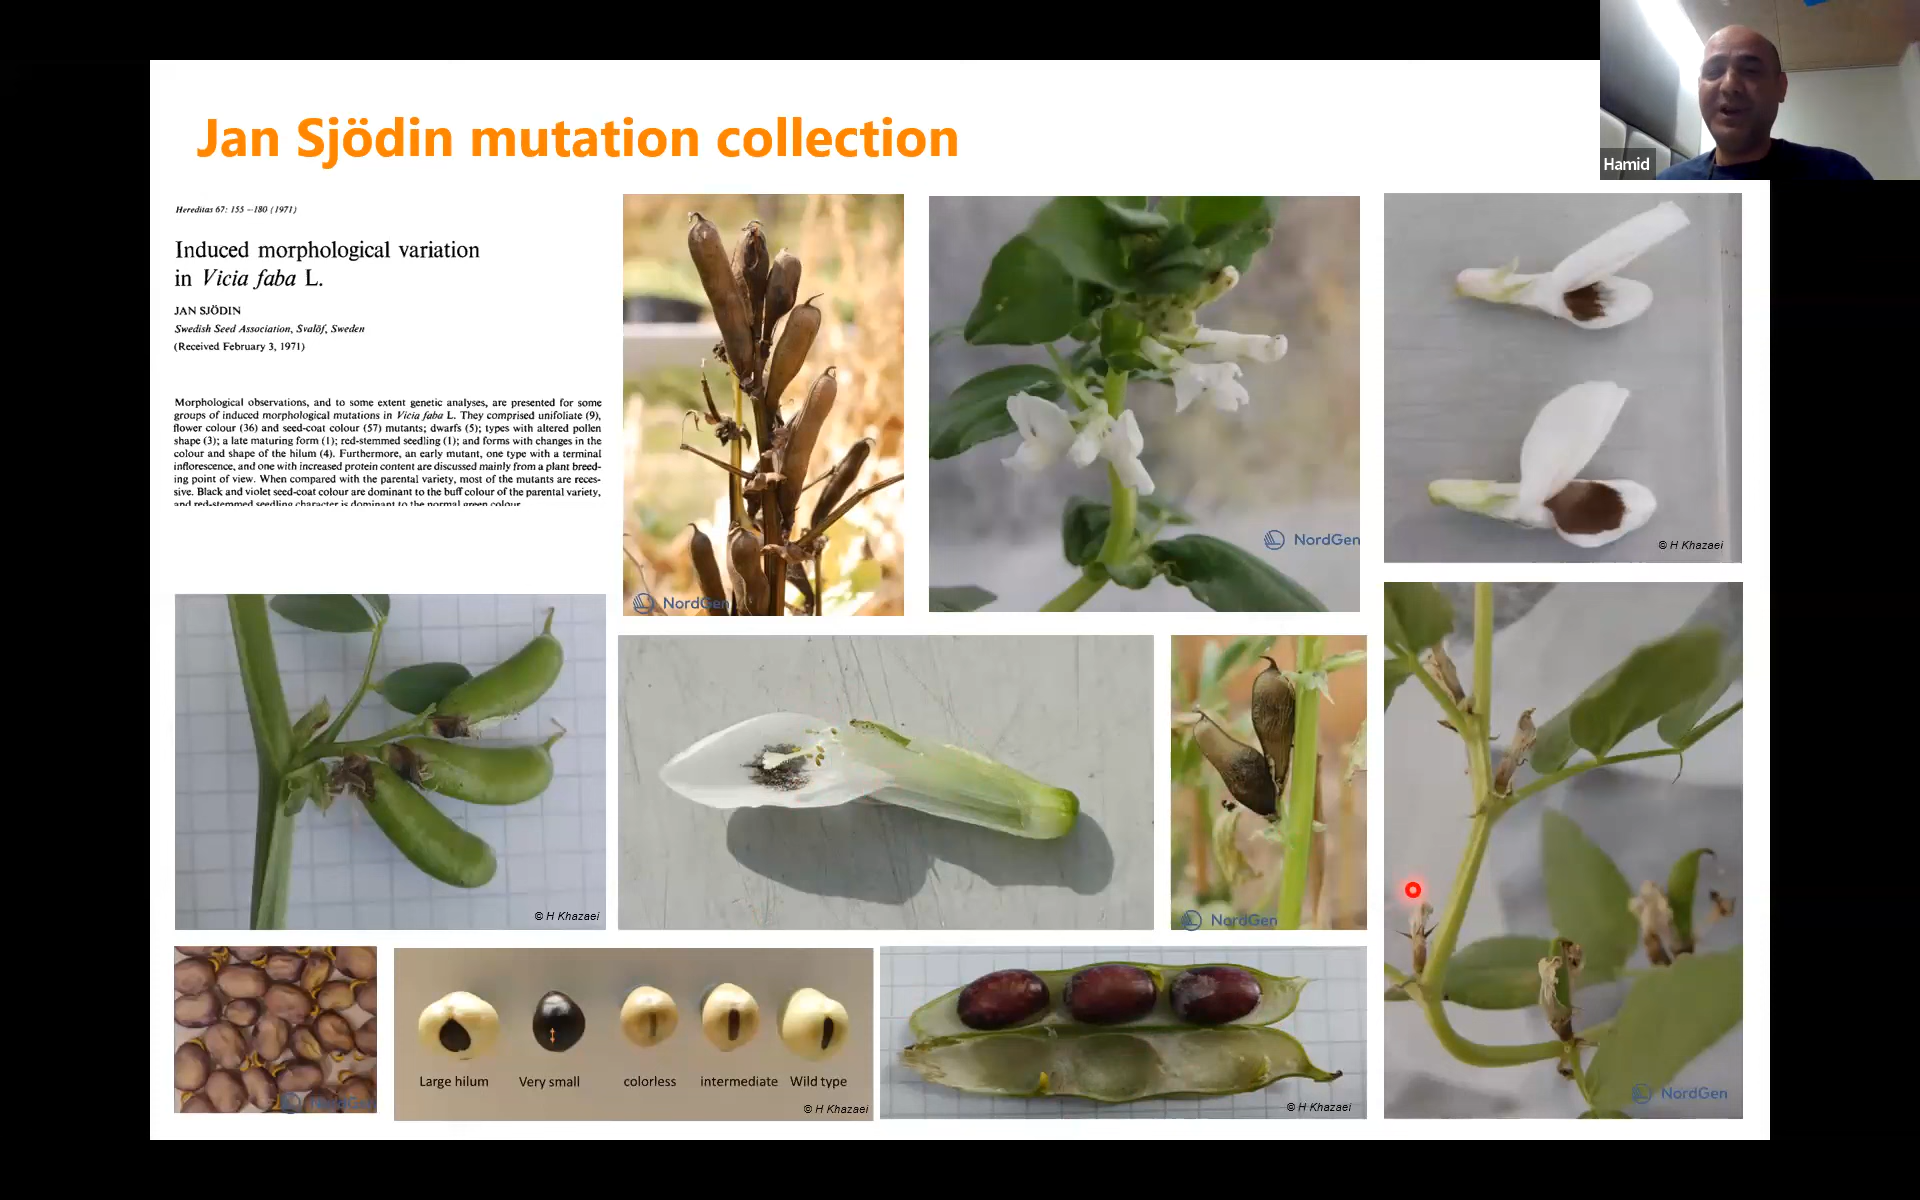 Jan Sjödin mutation collection
Hamid
Hereditas 67: 155 –180 (1971)
Induced morphological variation
in Vicia faba L.
JAN SJÖDIN
Swedish Seed Association, Svalöf, Sweden
(Received February 3, 1971)
Morphological observations, and to some extent genetic analyses, are presented for some
groups of induced morphological mutations in Vicia faba L. They comprised unifoliate (9),
flower colour (36) and seed-coat colour (57) mutants; dwarfs (5); types with altered pollen
shape (3); a late maturing form (1); red-stemmed seedling (1); and forms with changes in the
colour and shape of the hilum (4). Furthermore, an early mutant, one type with a terminal
inflorescence, and one with increased protein content are discussed mainly from a plant breed-
ing point of view. When compared with the parental variety, most of the mutants are reces-
sive. Black and violet seed-coat colour are dominant to the buff colour of the parental variety,
and red-stemmed seedling character is dominant to the normal green colour.
NordGen
NordGen
© H Khazaei
© H Khazaei
NordGen
NordGen
NordGen
Large hilum
Very small
colorless
intermediate
Wild type
© H Khazaei
© H Khazaei